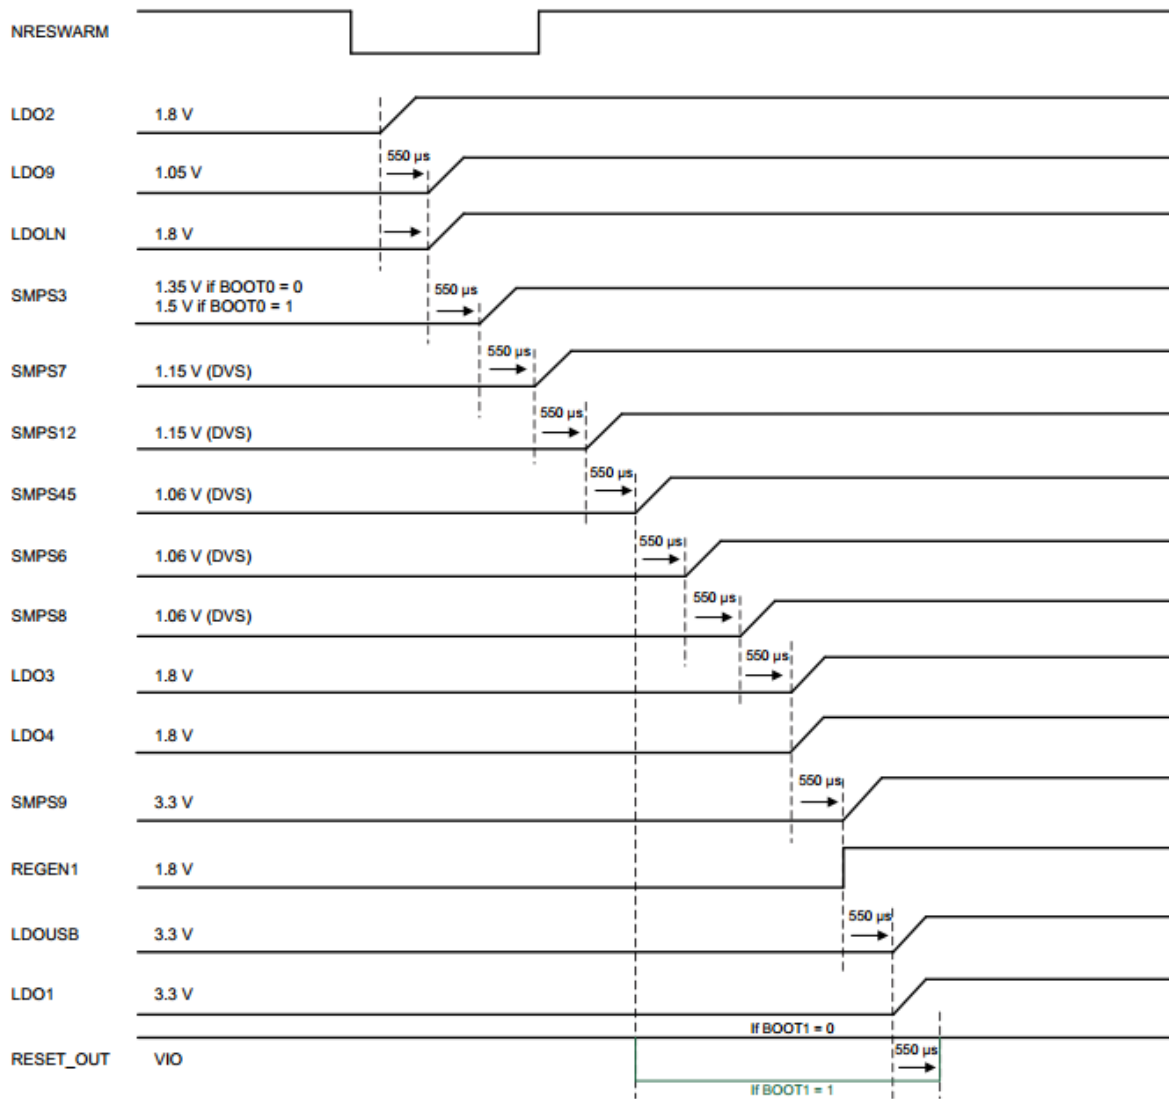 NRESWARM
LDO2 1.8 V
550 µs
LDO9 1.05 V
LDOLN 1.8 V
1.35 V if BOOT0 = 0
550 µs
SMPS3
1.5 V if BOOT0 = 1
550 µs
SMPS7 1.15 V (DVS)
550 µs
SMPS12 1.15 V (DVS)
550 µs
SMPS45 1.06 V (DVS)
550 µs
SMPS6 1.06 V (DVS)
550 µs
SMPS8 1.06 V (DVS)
550 µs
LDO3 1.8 V
LDO4 1.8 V
550 µs
SMPS9 3.3 V
REGEN1 1.8 V
550 µs
LDOUSB 3.3 V
LDO1 3.3 V
If BOOT1 = 0
550 µs
RESET_OUT VIO
If BOOT1 = 1